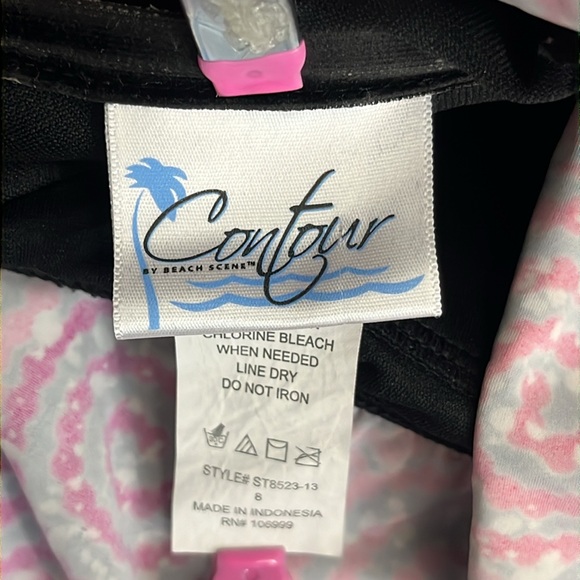 Contour
BY BEACH SCENE™
CHLORINE BLEACH
WHEN NEEDED
LINE DRY
DO NOT IRON
STYLE# ST8523-13
8
MADE IN INDONESIA
RN# 106999